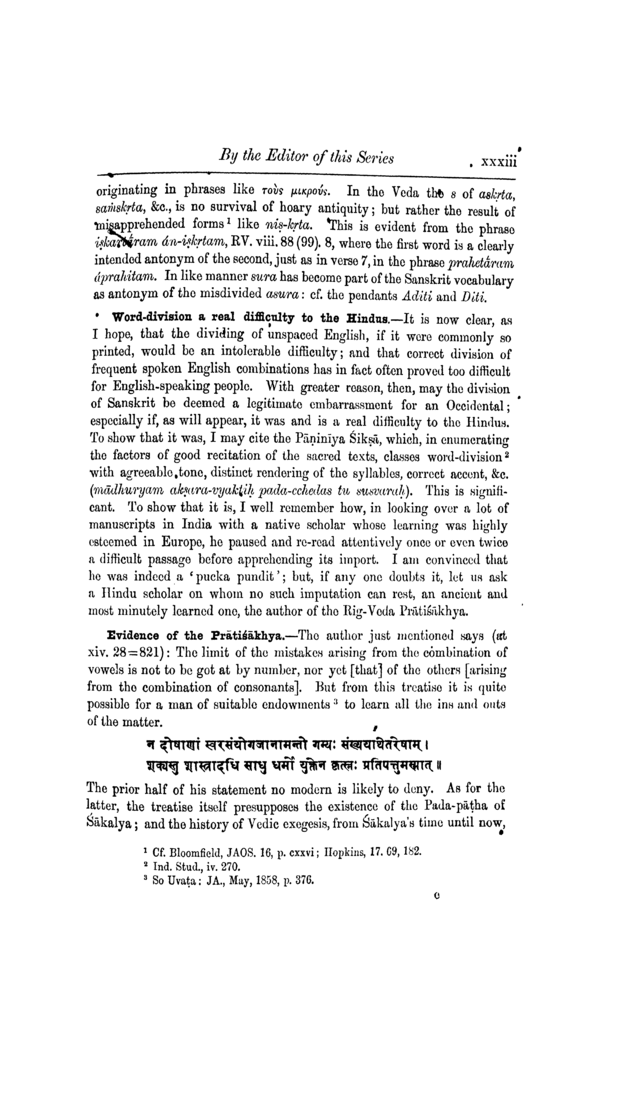 By the Editor of this Series xxxiii
originating in phrases like τοὺς μικρούς. In the Veda the s of askṛta,
saṁskṛta, &c., is no survival of hoary antiquity; but rather the result of
misapprehended forms¹ like niṣ-kṛta. This is evident from the phrase
iṣkartāram án-iṣkṛtam, RV. viii. 88 (99). 8, where the first word is a clearly
intended antonym of the second, just as in verse 7, in the phrase prahetáram
áprahitam. In like manner sura has become part of the Sanskrit vocabulary
as antonym of the misdivided asura: cf. the pendants Aditi and Diti.
Word-division a real difficulty to the Hindus.—It is now clear, as
I hope, that the dividing of unspaced English, if it were commonly so
printed, would be an intolerable difficulty; and that correct division of
frequent spoken English combinations has in fact often proved too difficult
for English-speaking people. With greater reason, then, may the division
of Sanskrit be deemed a legitimate embarrassment for an Occidental;
especially if, as will appear, it was and is a real difficulty to the Hindus.
To show that it was, I may cite the Pāṇinīya Śikṣā, which, in enumerating
the factors of good recitation of the sacred texts, classes word-division²
with agreeable tone, distinct rendering of the syllables, correct accent, &c.
(mādhuryam akṣara-vyaktiḥ pada-cchedas tu susvaraḥ). This is signifi-
cant. To show that it is, I well remember how, in looking over a lot of
manuscripts in India with a native scholar whose learning was highly
esteemed in Europe, he paused and re-read attentively once or even twice
a difficult passage before apprehending its import. I am convinced that
he was indeed a ‘pucka pundit’; but, if any one doubts it, let us ask
a Hindu scholar on whom no such imputation can rest, an ancient and
most minutely learned one, the author of the Rig-Veda Prātiśākhya.
Evidence of the Prātiśākhya.—The author just mentioned says (at
xiv. 28=821): The limit of the mistakes arising from the combination of
vowels is not to be got at by number, nor yet [that] of the others [arising
from the combination of consonants]. But from this treatise it is quite
possible for a man of suitable endowments³ to learn all the ins and outs
of the matter.
न दोषाणां स्वरसंयोगजानामन्तो गम्यः संख्ययाथेतरेषाम्।
शक्यस्तु शास्त्रादधि साधु धर्मो युक्तेन कृत्स्नः प्रतिपत्तुमस्मात्॥
The prior half of his statement no modern is likely to deny. As for the
latter, the treatise itself presupposes the existence of the Pada-pāṭha of
Śākalya; and the history of Vedic exegesis, from Śākalya's time until now,
¹ Cf. Bloomfield, JAOS. 16, p. cxxvi; Hopkins, 17. 69, 182.
² Ind. Stud., iv. 270.
³ So Uvaṭa: JA., May, 1858, p. 376.
c